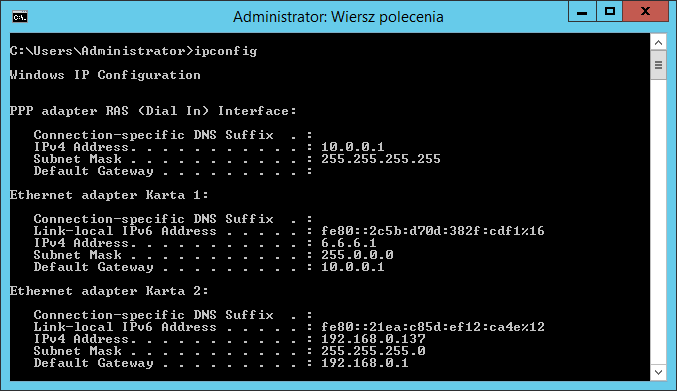 Administrator: Wiersz polecenia
C:\Users\Administrator>ipconfig
Windows IP Configuration
PPP adapter RAS (Dial In) Interface:
Connection-specific DNS Suffix . :
IPv4 Address. . . . . . . . . . . : 10.0.0.1
Subnet Mask . . . . . . . . . . . : 255.255.255.255
Default Gateway . . . . . . . . . :
Ethernet adapter Karta 1:
Connection-specific DNS Suffix . :
Link-local IPv6 Address . . . . . : fe80::2c5b:d70d:382f:cdf1%16
IPv4 Address. . . . . . . . . . . : 6.6.6.1
Subnet Mask . . . . . . . . . . . : 255.0.0.0
Default Gateway . . . . . . . . . : 10.0.0.1
Ethernet adapter Karta 2:
Connection-specific DNS Suffix . :
Link-local IPv6 Address . . . . . : fe80::21ea:c85d:ef12:ca4e%12
IPv4 Address. . . . . . . . . . . : 192.168.0.137
Subnet Mask . . . . . . . . . . . : 255.255.255.0
Default Gateway . . . . . . . . . : 192.168.0.1